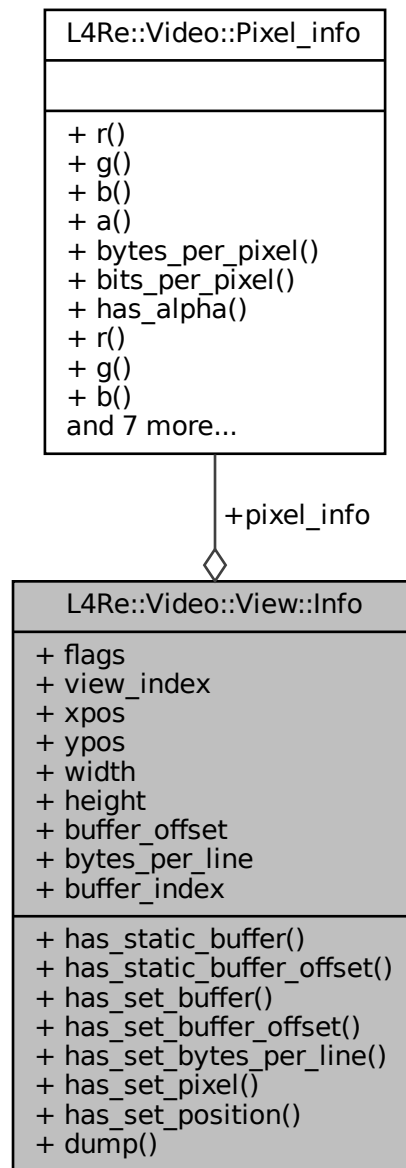 L4Re::Video::Pixel_info
+ r()
+ g()
+ b()
+ a()
+ bytes_per_pixel()
+ bits_per_pixel()
+ has_alpha()
+ r()
+ g()
+ b()
and 7 more...
+pixel_info
L4Re::Video::View::Info
+ flags
+ view_index
+ xpos
+ ypos
+ width
+ height
+ buffer_offset
+ bytes_per_line
+ buffer_index
+ has_static_buffer()
+ has_static_buffer_offset()
+ has_set_buffer()
+ has_set_buffer_offset()
+ has_set_bytes_per_line()
+ has_set_pixel()
+ has_set_position()
+ dump()